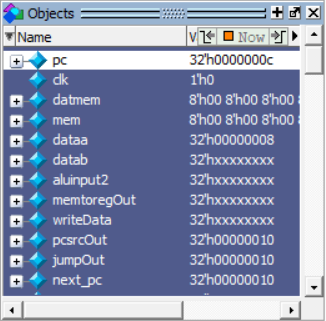 Objects
Name V Now
pc 32'h0000000c
clk 1'h0
datmem 8'h00 8'h00 8'h00 8
mem 8'h00 8'h00 8'h00 8
dataa 32'h00000008
datab 32'hxxxxxxxx
aluinput2 32'hxxxxxxxx
memtoregOut 32'hxxxxxxxx
writeData 32'hxxxxxxxx
pcsrcOut 32'h00000010
jumpOut 32'h00000010
next_pc 32'h00000010